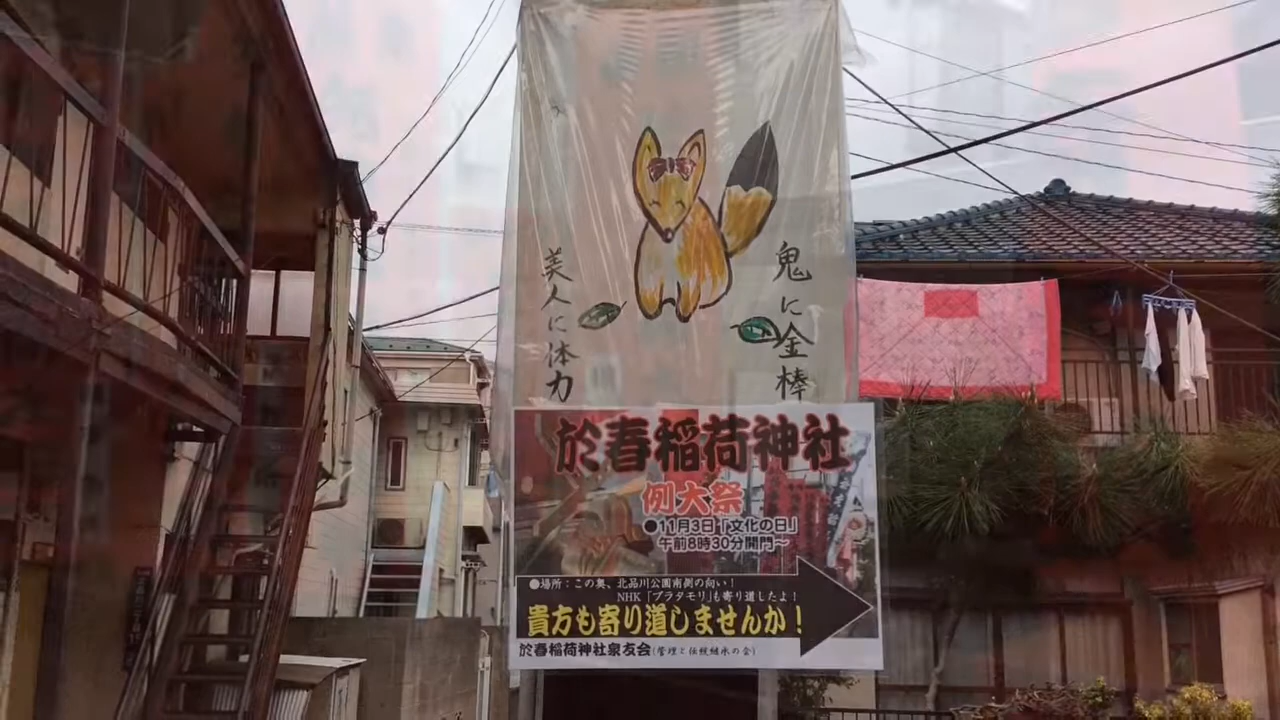 鬼に金棒
美人に体力
於春稲荷神社
例大祭
●11月3日「文化の日」
午前8時30分開門～
●場所：この奥、北品川公園南側の向い！
NHK「ブラタモリ」も寄り道したよ！
貴方も寄り道しませんか！
於春稲荷神社泉友会(管理と伝統継承の会)